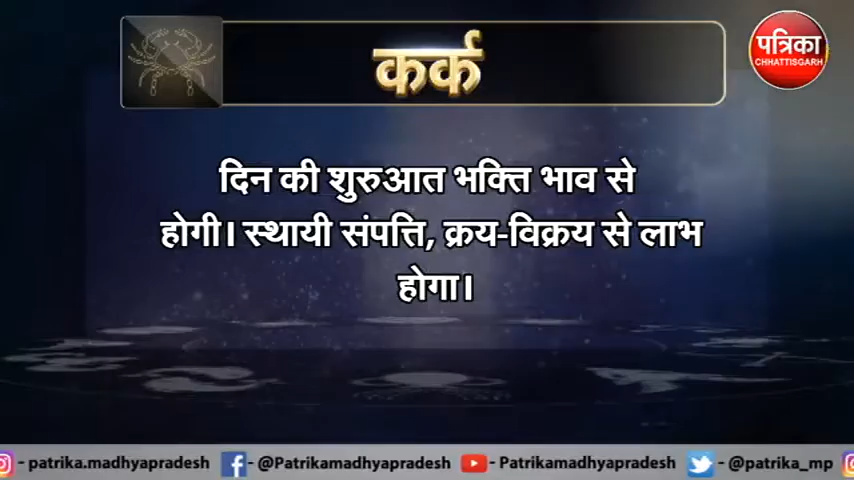 कर्क
पत्रिका
CHHATTISGARH
दिन की शुरुआत भक्ति भाव से
होगी। स्थायी संपत्ति, क्रय-विक्रय से लाभ
होगा।
- patrika.madhyapradesh - @Patrikamadhyapradesh - Patrikamadhyapradesh - @patrika_mp